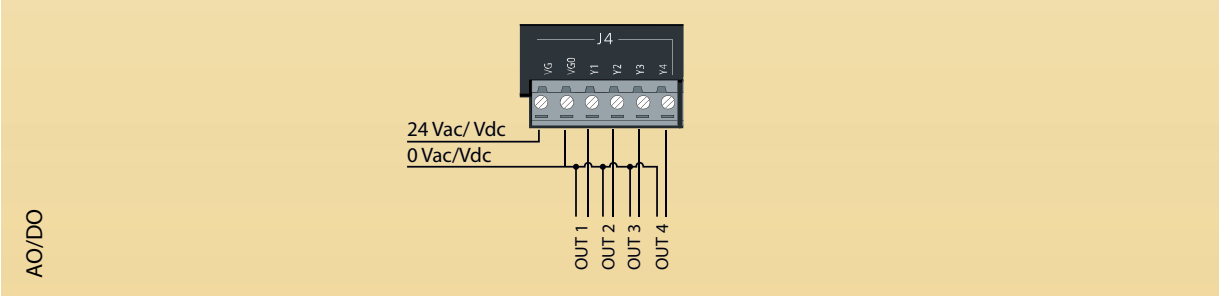 J4
VG VG0 Y1 Y2 Y3 Y4
24 Vac/ Vdc
0 Vac/Vdc
OUT 1 OUT 2 OUT 3 OUT 4
AO/DO